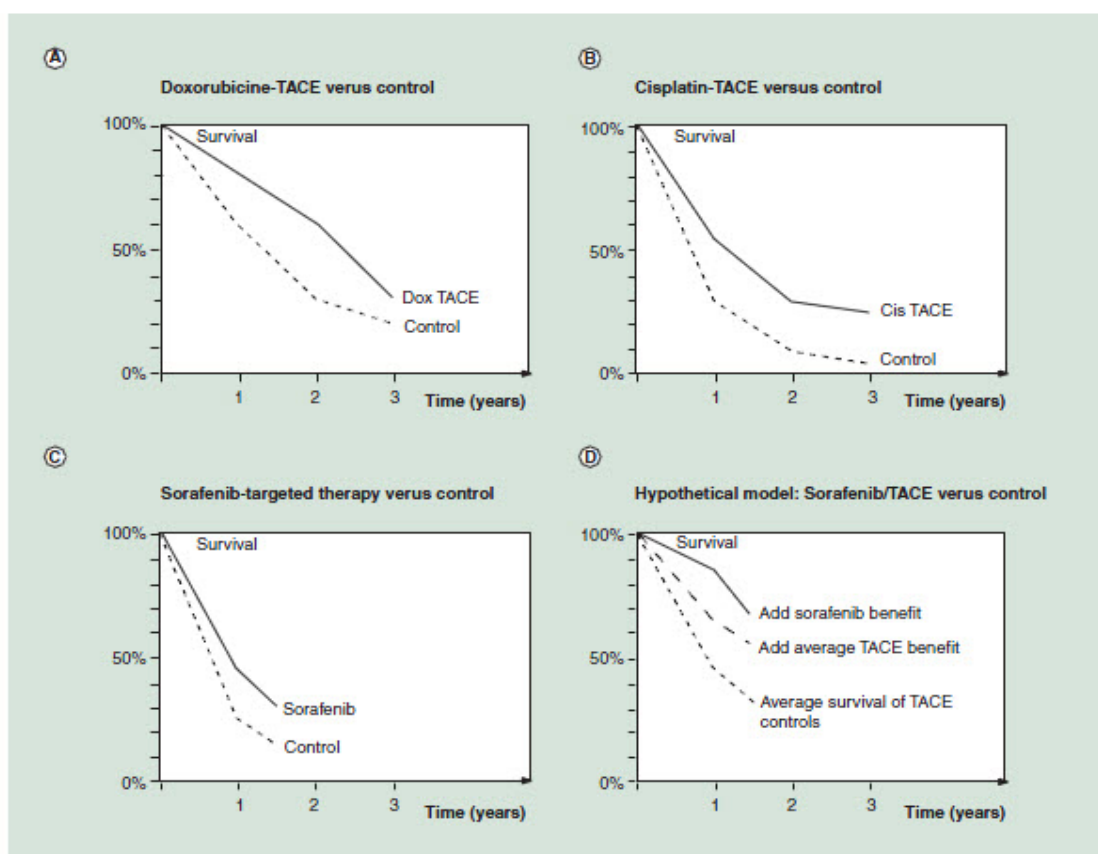 A
Doxorubicine-TACE verus control
100%
Survival
50%
Dox TACE
Control
0%
1 2 3 Time (years)
B
Cisplatin-TACE versus control
100%
Survival
50%
Cis TACE
Control
0%
1 2 3 Time (years)
C
Sorafenib-targeted therapy verus control
100%
Survival
50%
Sorafenib
Control
0%
1 2 3 Time (years)
D
Hypothetical model: Sorafenib/TACE verus control
100%
Survival
Add sorafenib benefit
Add average TACE benefit
50%
Average survival of TACE
controls
0%
1 2 3 Time (years)